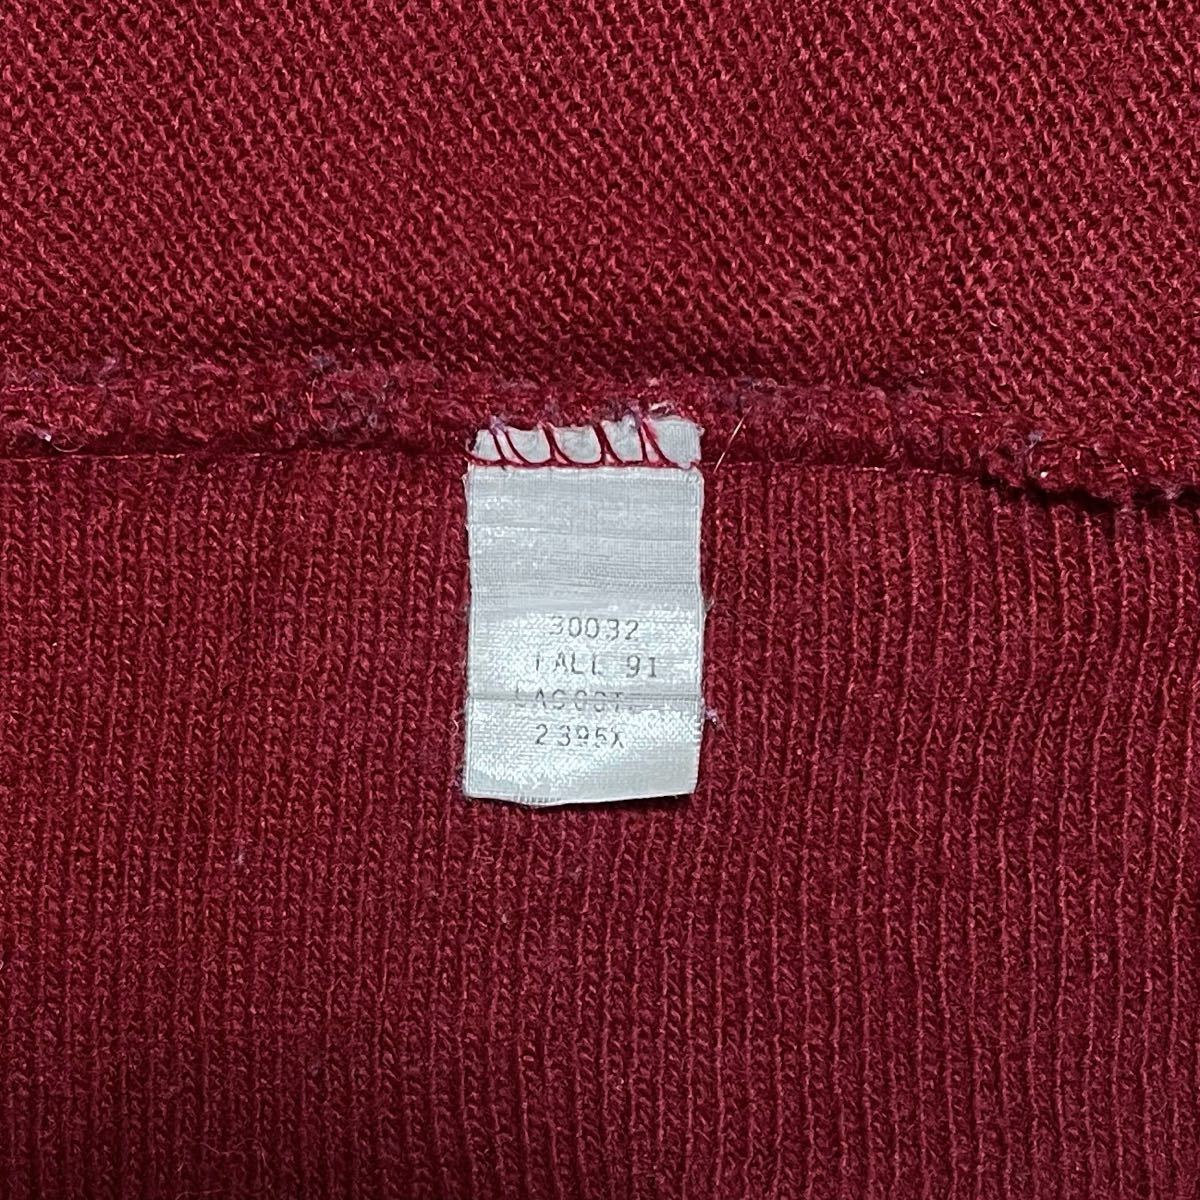 30032
FALL 91
LACOSTE
2395X